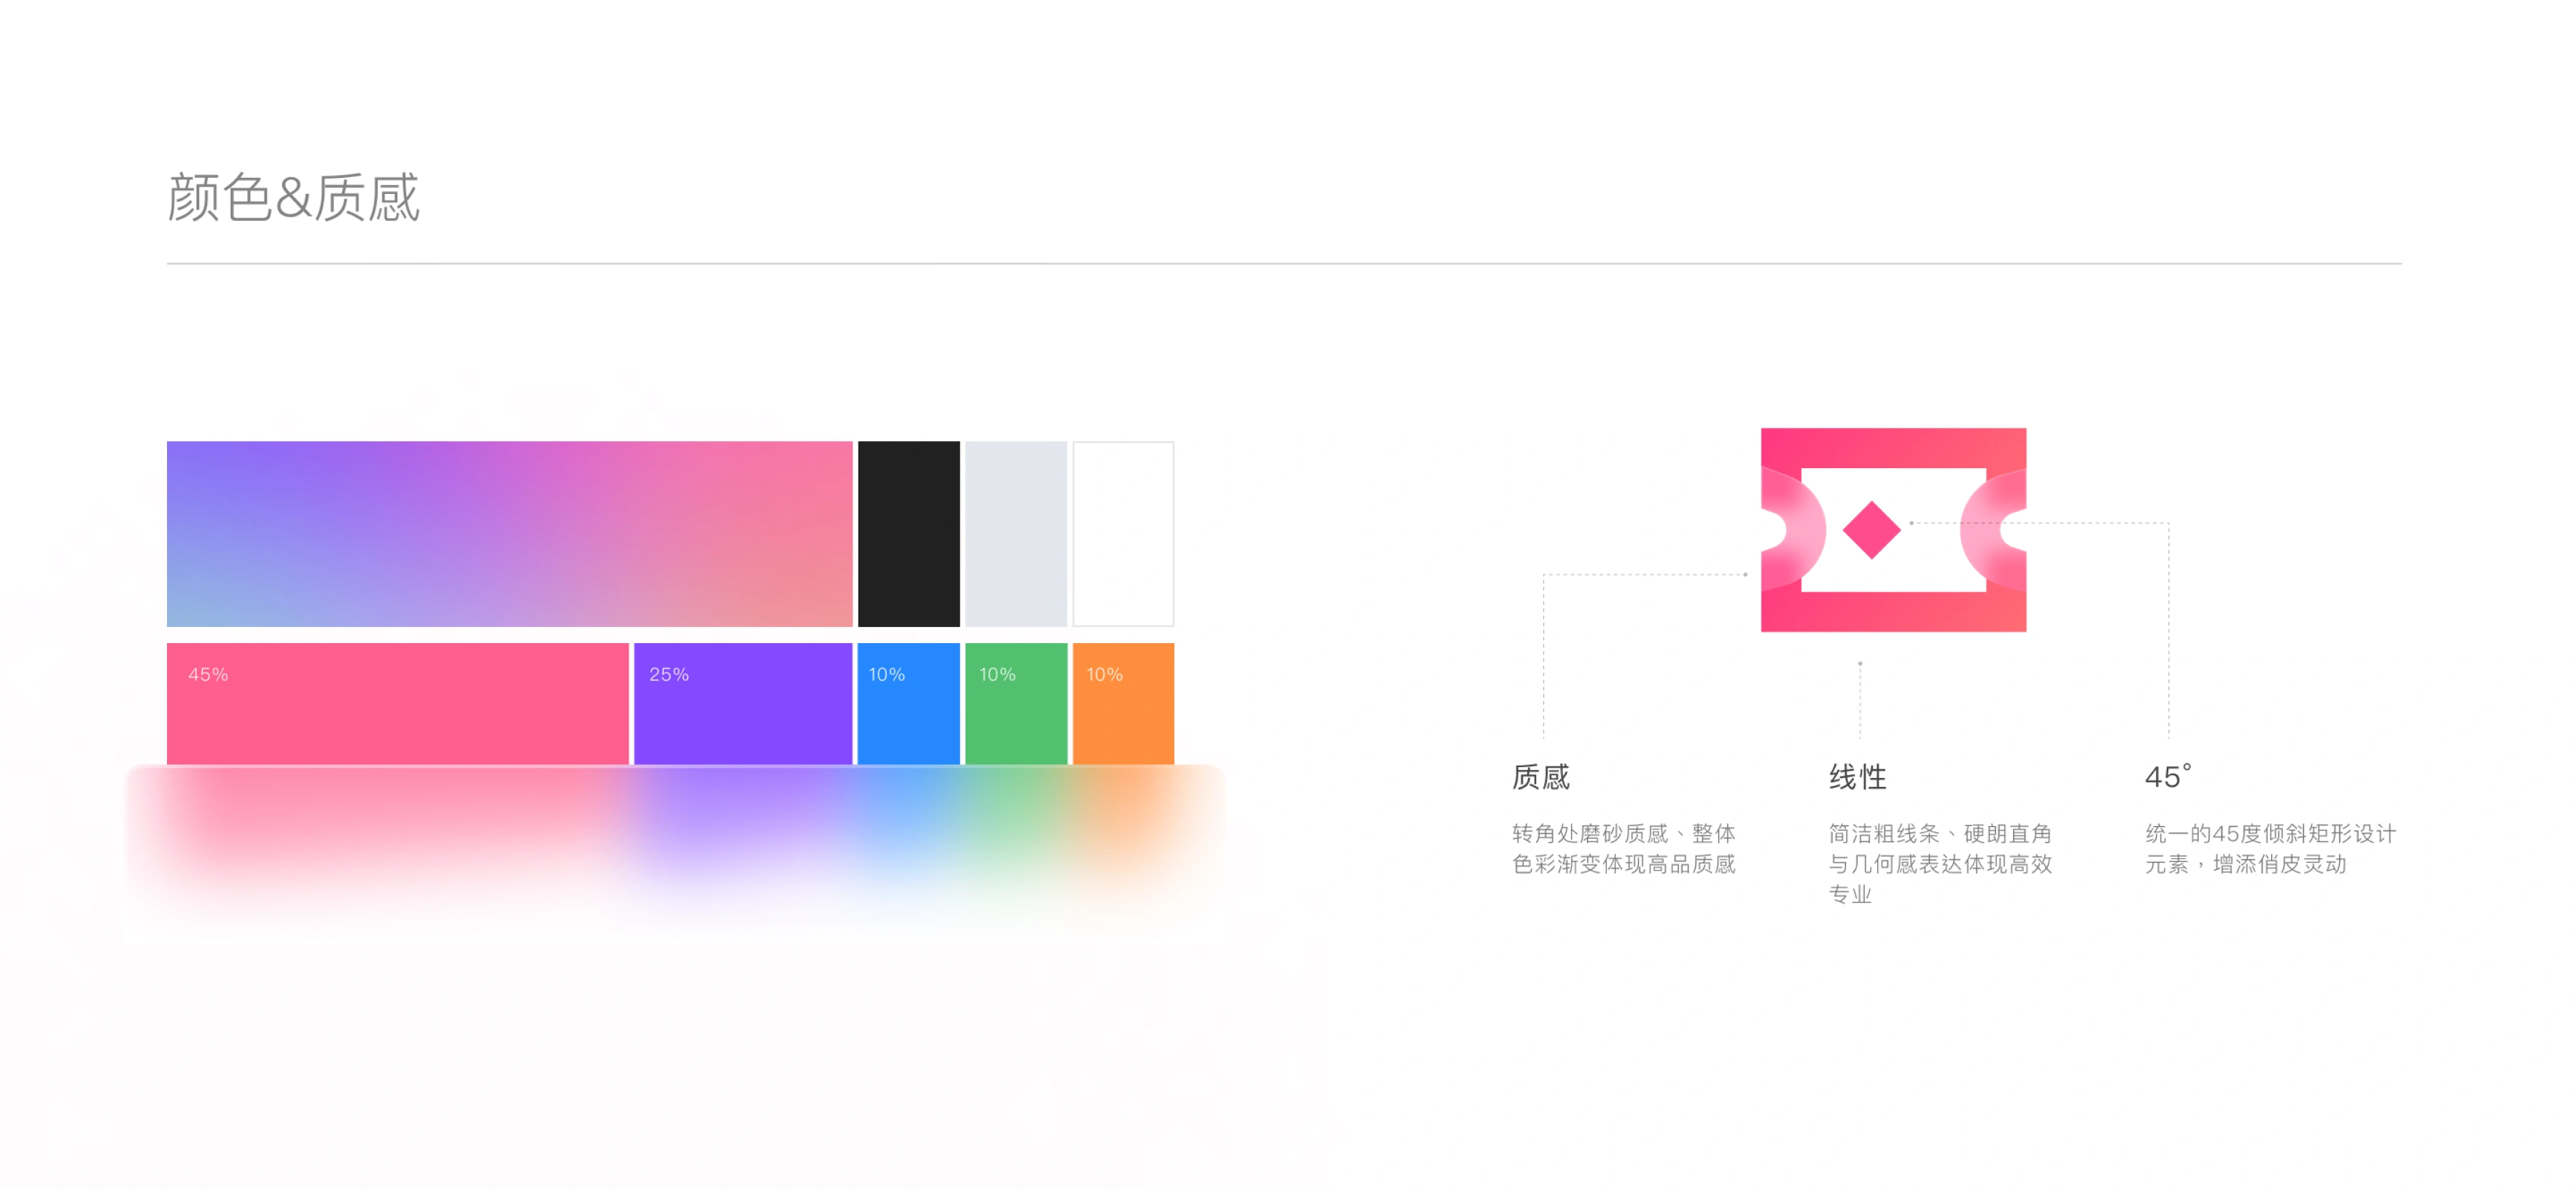 颜色&质感
45%
25%
10%
10%
10%
质感
转角处磨砂质感、整体
色彩渐变体现高品质感
线性
简洁粗线条、硬朗直角
与几何感表达体现高效
专业
45°
统一的45度倾斜矩形设计
元素，增添俏皮灵动